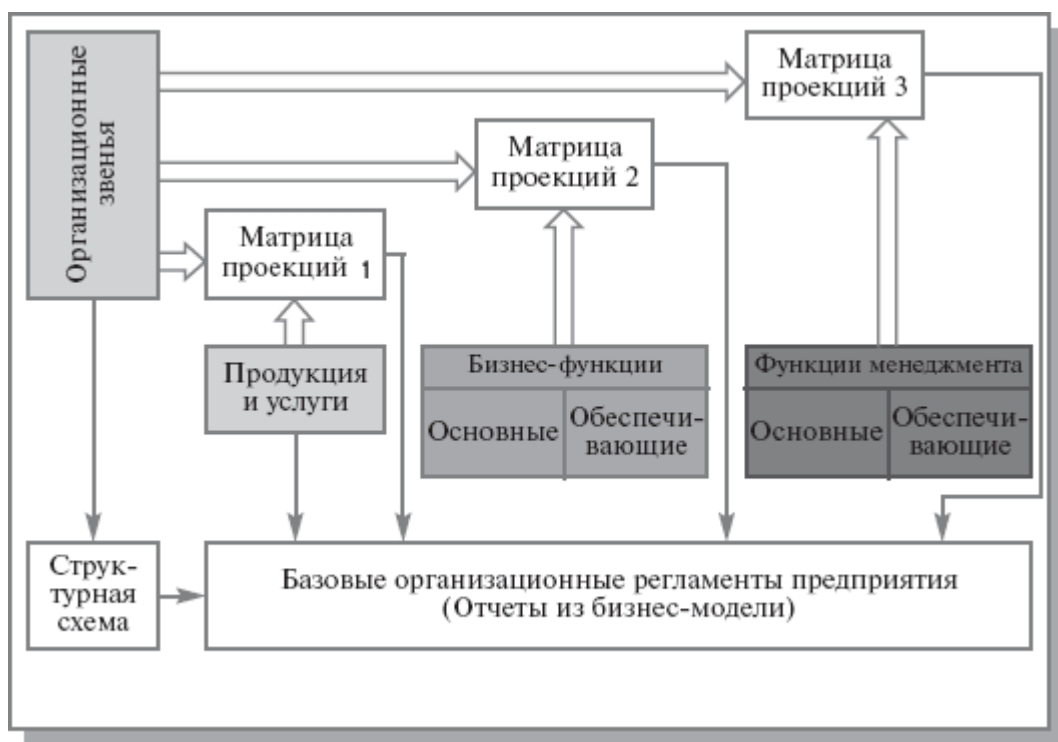 Организационные
звенья
Матрица
проекций 3
Матрица
проекций 2
Матрица
проекций 1
Продукция
и услуги
Бизнес-функции
Основные
Обеспечи-
вающие
Функции менеджмента
Основные
Обеспечи-
вающие
Струк-
турная
схема
Базовые организационные регламенты предприятия
(Отчеты из бизнес-модели)